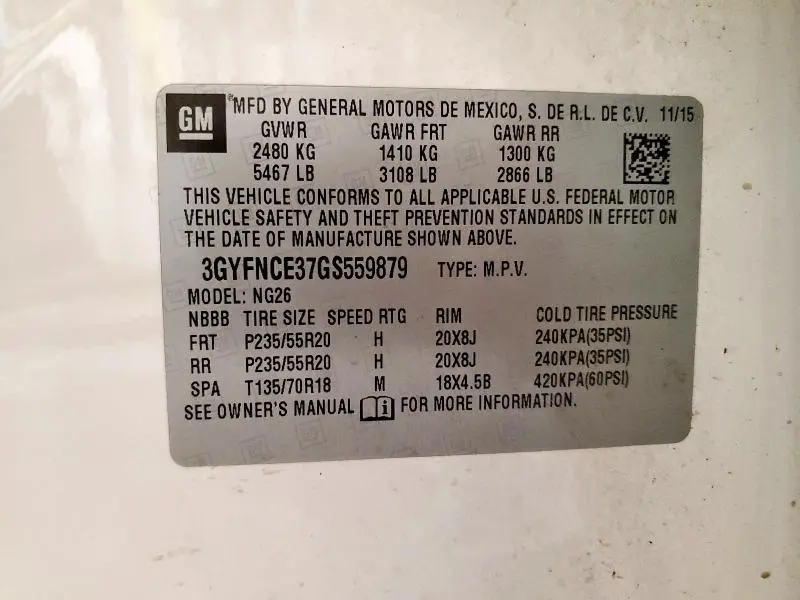 GM ® MFD BY GENERAL MOTORS DE MEXICO, S. DE R.L. DE C.V. 11/15
GVWR GAWR FRT GAWR RR
2480 KG 1410 KG 1300 KG
5467 LB 3108 LB 2866 LB
THIS VEHICLE CONFORMS TO ALL APPLICABLE U.S. FEDERAL MOTOR
VEHICLE SAFETY AND THEFT PREVENTION STANDARDS IN EFFECT ON
THE DATE OF MANUFACTURE SHOWN ABOVE.
3GYFNCE37GS559879 TYPE: M.P.V.
MODEL: NG26
NBBB TIRE SIZE SPEED RTG RIM COLD TIRE PRESSURE
FRT P235/55R20 H 20X8J 240KPA(35PSI)
RR P235/55R20 H 20X8J 240KPA(35PSI)
SPA T135/70R18 M 18X4.5B 420KPA(60PSI)
SEE OWNER'S MANUAL FOR MORE INFORMATION.